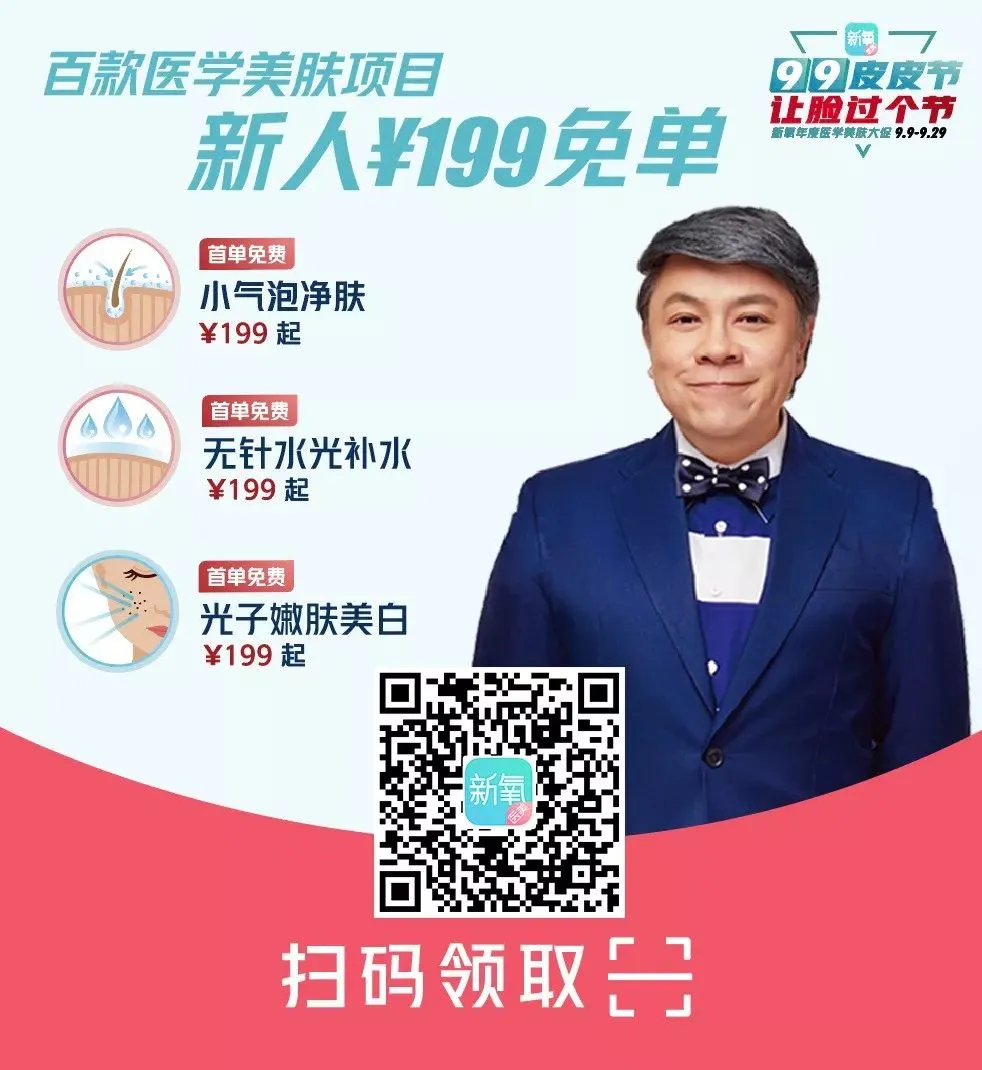 百款医学美肤项目
新人¥199免单
新氧
99皮皮节
让脸过个节
新氧年度医学美肤大促 9.9-9.29
首单免费
小气泡净肤
¥199 起
首单免费
无针水光补水
¥199 起
首单免费
光子嫩肤美白
¥199 起
新氧
医美
扫码领取